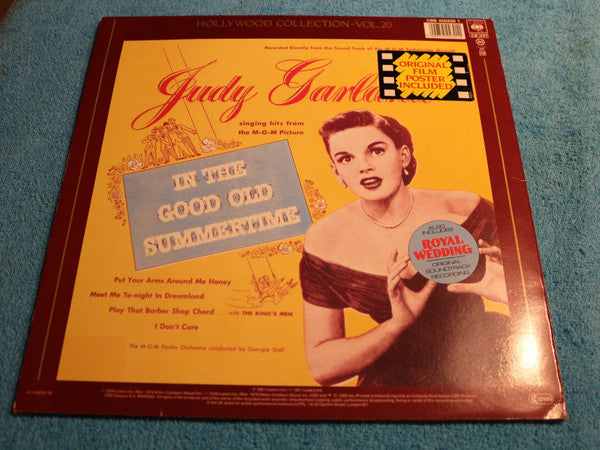 HOLLYWOOD COLLECTION-VOL.20
CBS
Recorded Directly from the Sound Track of the M-G-M
Judy Garland
ORIGINAL
FILM
POSTER
INCLUDED
singing hits from
the M-G-M Picture
IN THE
GOOD OLD
SUMMERTIME
ALSO
INCLUDES
ROYAL
WEDDING
ORIGINAL
SOUNDTRACK
RECORDING
Put Your Arms Around Me Honey
Meet Me To-night In Dreamland
Play That Barber Shop Chord with THE KING'S MEN
I Don't Care
The M-G-M Studio Orchestra conducted by Georgie Stoll